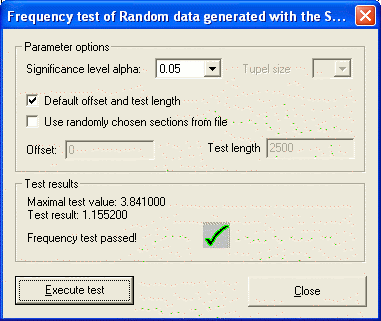 Frequency test of Random data generated with the S...
Parameter options
Significance level alpha: 0.05 Tupel size
Default offset and test length
Use randomly chosen sections from file
Offset: 0 Test length 2500
Test results
Maximal test value: 3.841000
Test result: 1.155200
Frequency test passed!
Execute test Close